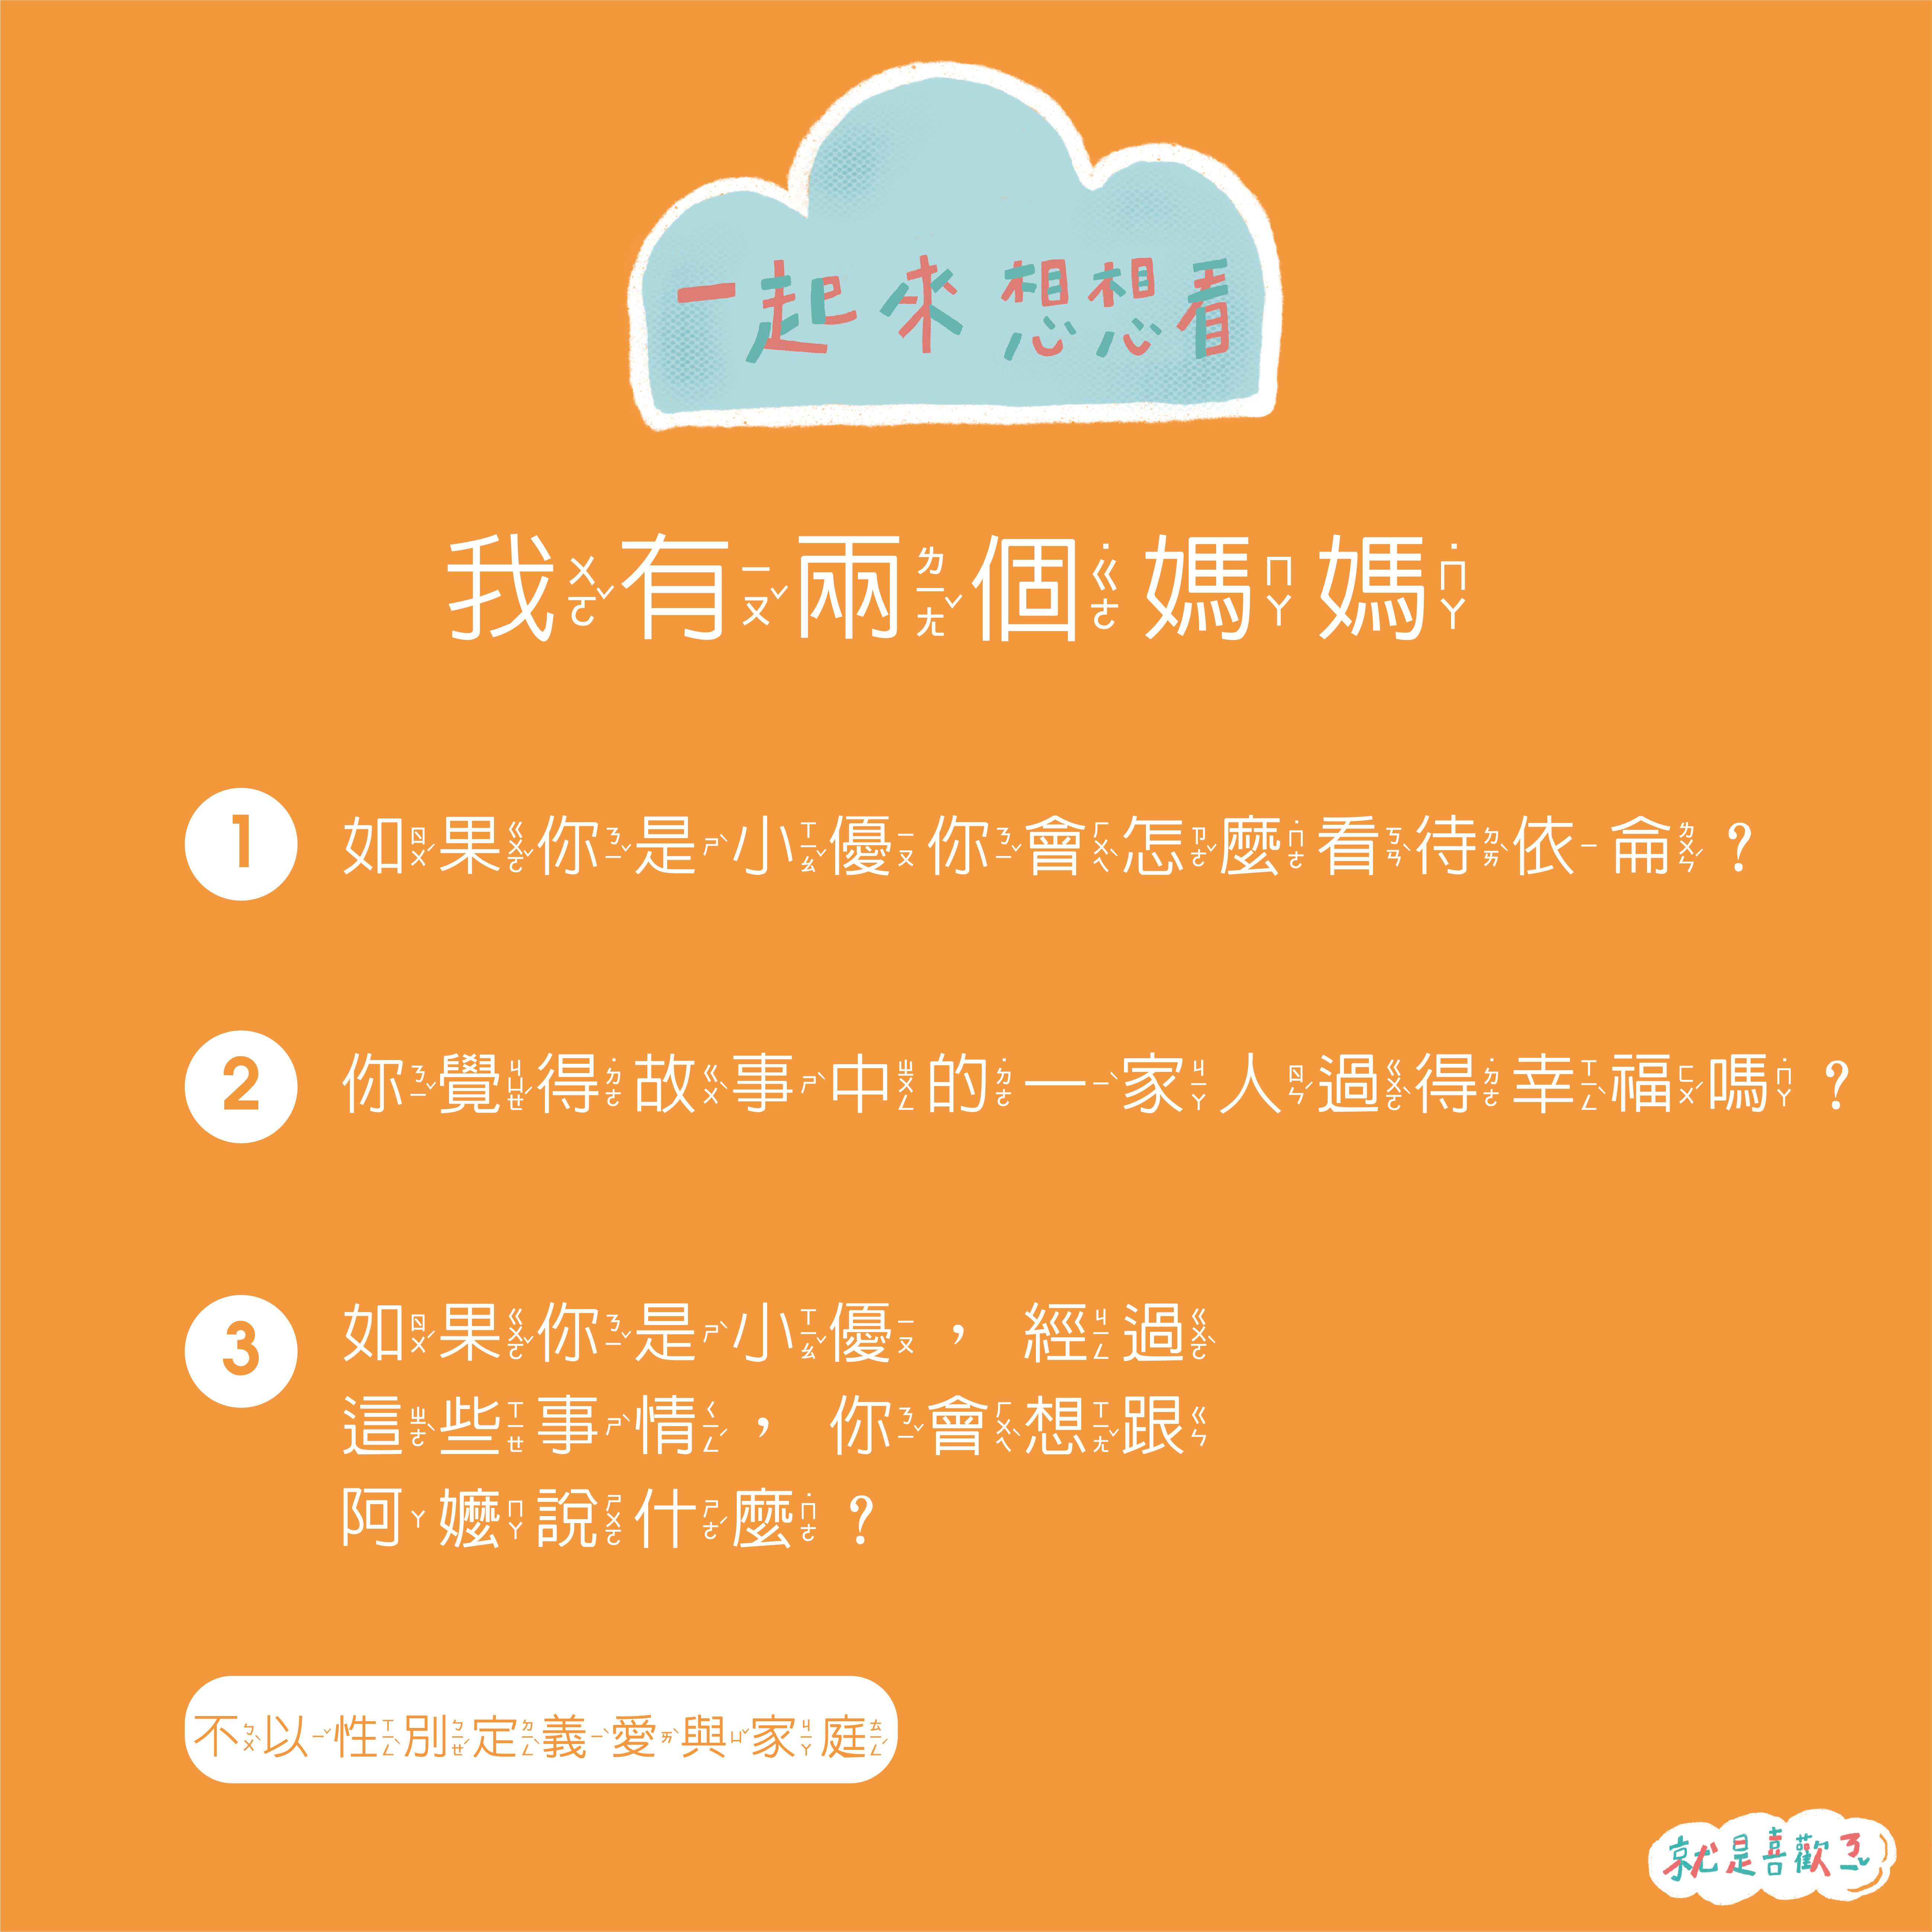 一起來想想看
我有兩個媽媽
1 如果你是小優你會怎麼看待依侖？
2 你覺得故事中的一家人過得幸福嗎？
3 如果你是小優，經過
這些事情，你會想跟
阿嬤說什麼？
不以性別定義愛與家庭
就是喜歡ㄋㄧˇ